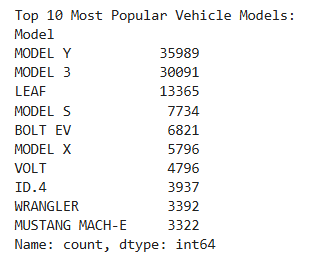 Top 10 Most Popular Vehicle Models:
Model
MODEL Y           35989
MODEL 3           30091
LEAF              13365
MODEL S            7734
BOLT EV            6821
MODEL X            5796
VOLT               4796
ID.4               3937
WRANGLER           3392
MUSTANG MACH-E     3322
Name: count, dtype: int64